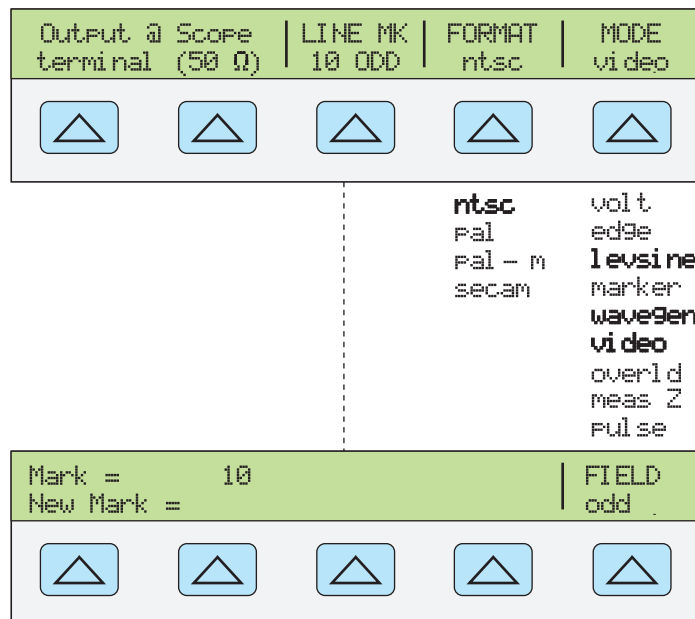 Output @ Scope
terminal (50 Ω)
LINE MK
10 ODD
FORMAT
ntsc
MODE
video
ntsc
pal
pal - m
secam
volt
edge
levsine
marker
wavegen
video
overld
meas Z
pulse
Mark = 10
New Mark =
FIELD
odd